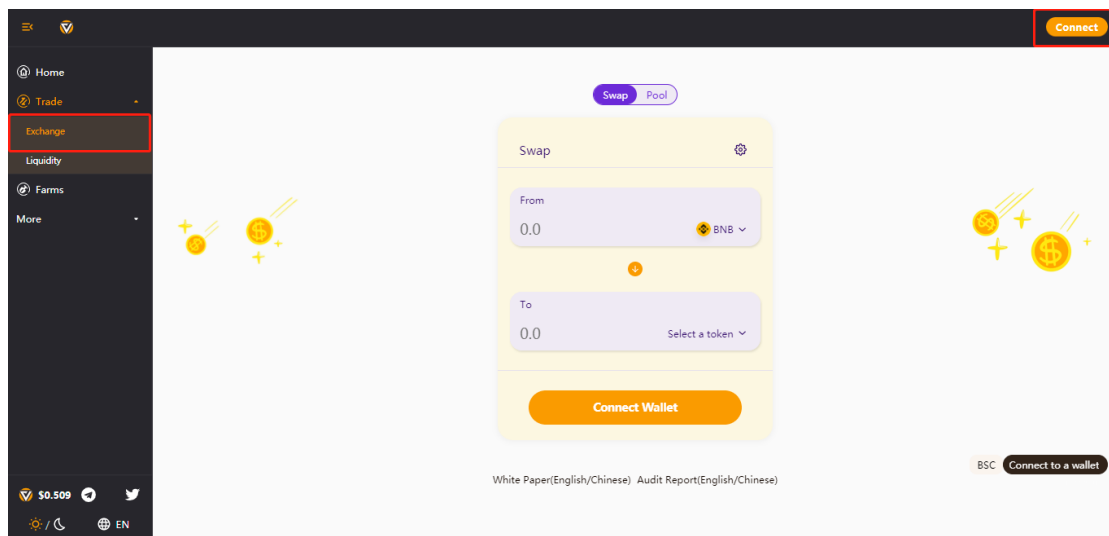 Connect
Home
Trade
Exchange
Liquidity
Farms
More
$0.509
EN
Swap Pool
Swap
From
0.0 BNB
To
0.0 Select a token
Connect Wallet
White Paper(English/Chinese) Audit Report(English/Chinese)
BSC Connect to a wallet